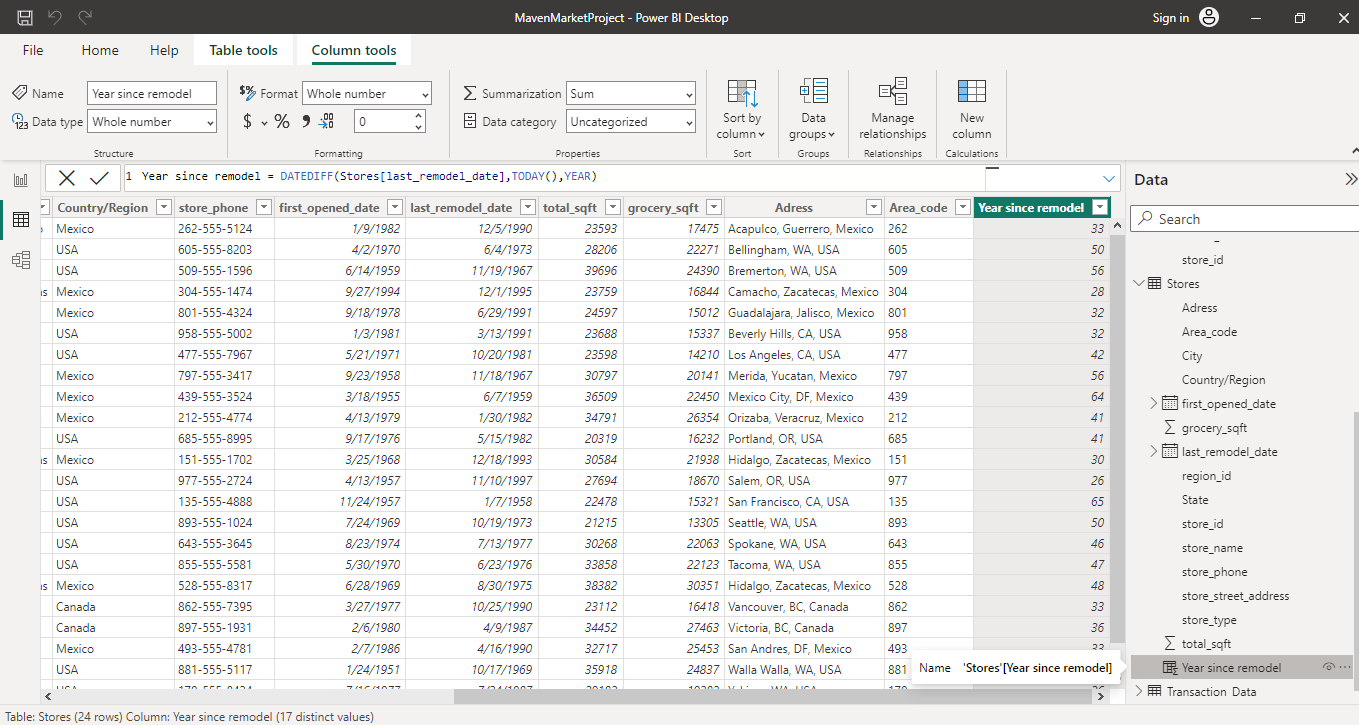 MavenMarketProject - Power BI Desktop
Sign in
File Home Help Table tools Column tools
Name Year since remodel
Data type Whole number
Structure
Format Whole number
$ % 9 0
Formatting
Summarization Sum
Data category Uncategorized
Properties
Sort by column
Sort
Data groups
Groups
Manage relationships
Relationships
New column
Calculations
1 Year since remodel = DATEDIFF(Stores[last_remodel_date],TODAY(),YEAR)
Country/Region store_phone first_opened_date last_remodel_date total_sqft grocery_sqft Adress Area_code Year since remodel
Mexico 262-555-5124 1/9/1982 12/5/1990 23593 17475 Acapulco, Guerrero, Mexico 262 33
USA 605-555-8203 4/2/1970 6/4/1973 28206 22271 Bellingham, WA, USA 605 50
USA 509-555-1596 6/14/1959 11/19/1967 39696 24390 Bremerton, WA, USA 509 56
as Mexico 304-555-1474 9/27/1994 12/1/1995 23759 16844 Camacho, Zacatecas, Mexico 304 28
Mexico 801-555-4324 9/18/1978 6/29/1991 24597 15012 Guadalajara, Jalisco, Mexico 801 32
USA 958-555-5002 1/3/1981 3/13/1991 23688 15337 Beverly Hills, CA, USA 958 32
USA 477-555-7967 5/21/1971 10/20/1981 23598 14210 Los Angeles, CA, USA 477 42
Mexico 797-555-3417 9/23/1958 11/18/1967 30797 20141 Merida, Yucatan, Mexico 797 56
Mexico 439-555-3524 3/18/1955 6/7/1959 36509 22450 Mexico City, DF, Mexico 439 64
Mexico 212-555-4774 4/13/1979 1/30/1982 34791 26354 Orizaba, Veracruz, Mexico 212 41
USA 685-555-8995 9/17/1976 5/15/1982 20319 16232 Portland, OR, USA 685 41
as Mexico 151-555-1702 3/25/1968 12/18/1993 30584 21938 Hidalgo, Zacatecas, Mexico 151 30
USA 977-555-2724 4/13/1957 11/10/1997 27694 18670 Salem, OR, USA 977 26
USA 135-555-4888 11/24/1957 1/7/1958 22478 15321 San Francisco, CA, USA 135 65
USA 893-555-1024 7/24/1969 10/19/1973 21215 13305 Seattle, WA, USA 893 50
USA 643-555-3645 8/23/1974 7/13/1977 30268 22063 Spokane, WA, USA 643 46
USA 855-555-5581 5/30/1970 6/23/1976 33858 22123 Tacoma, WA, USA 855 47
as Mexico 528-555-8317 6/28/1969 8/30/1975 38382 30351 Hidalgo, Zacatecas, Mexico 528 48
Canada 862-555-7395 3/27/1977 10/25/1990 23112 16418 Vancouver, BC, Canada 862 33
Canada 897-555-1931 2/6/1980 4/9/1987 34452 27463 Victoria, BC, Canada 897 36
Mexico 493-555-4781 2/7/1986 4/16/1990 32717 25453 San Andres, DF, Mexico 493 33
USA 881-555-5117 1/24/1951 10/17/1969 35918 24837 Walla Walla, WA, USA 881
Name 'Stores'[Year since remodel]
Data
Search
store_id
Stores
Adress
Area_code
City
Country/Region
first_opened_date
grocery_sqft
last_remodel_date
region_id
State
store_id
store_name
store_phone
store_street_address
store_type
total_sqft
Year since remodel
Transaction_Data
Table: Stores (24 rows) Column: Year since remodel (17 distinct values)